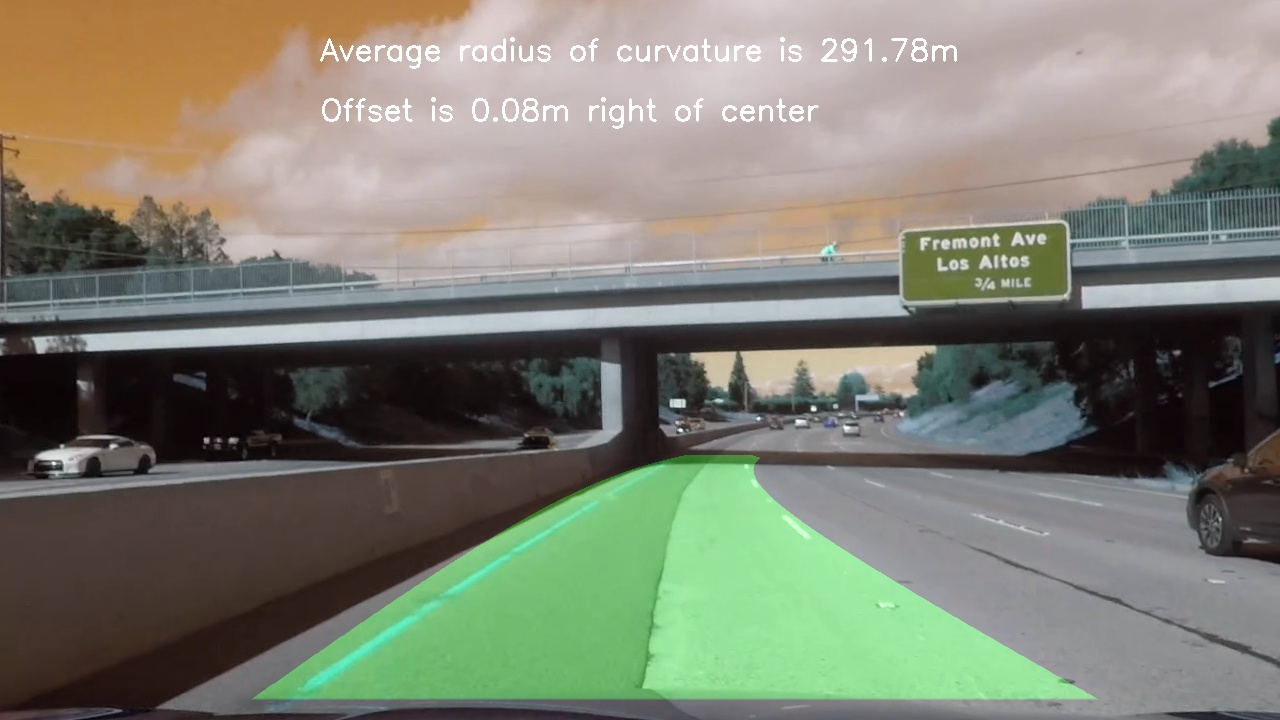 Average radius of curvature is 291.78m
Offset is 0.08m right of center
Fremont Ave
Los Altos
3/4 MILE